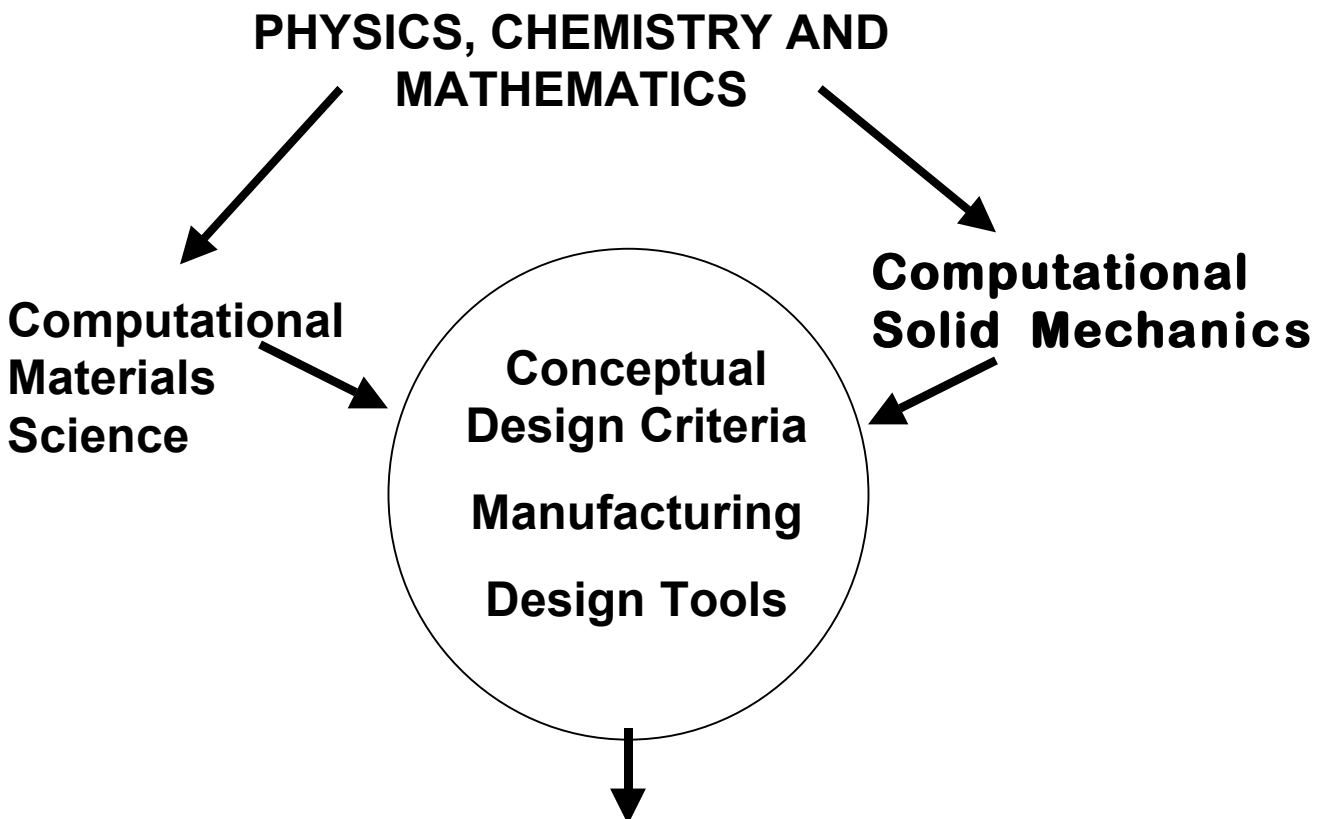 PHYSICS, CHEMISTRY AND
MATHEMATICS
Computational
Materials
Science
Computational
Solid Mechanics
Conceptual
Design Criteria
Manufacturing
Design Tools